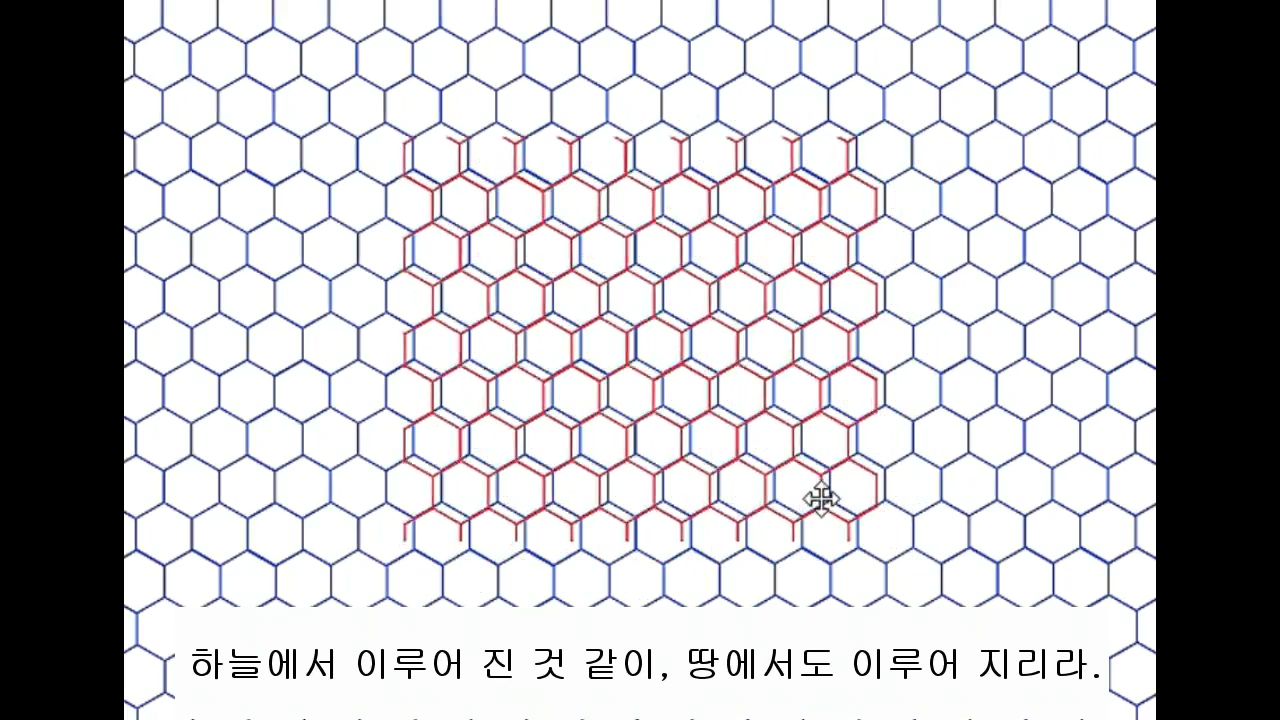 하늘에서 이루어 진 것 같이, 땅에서도 이루어 지리라.